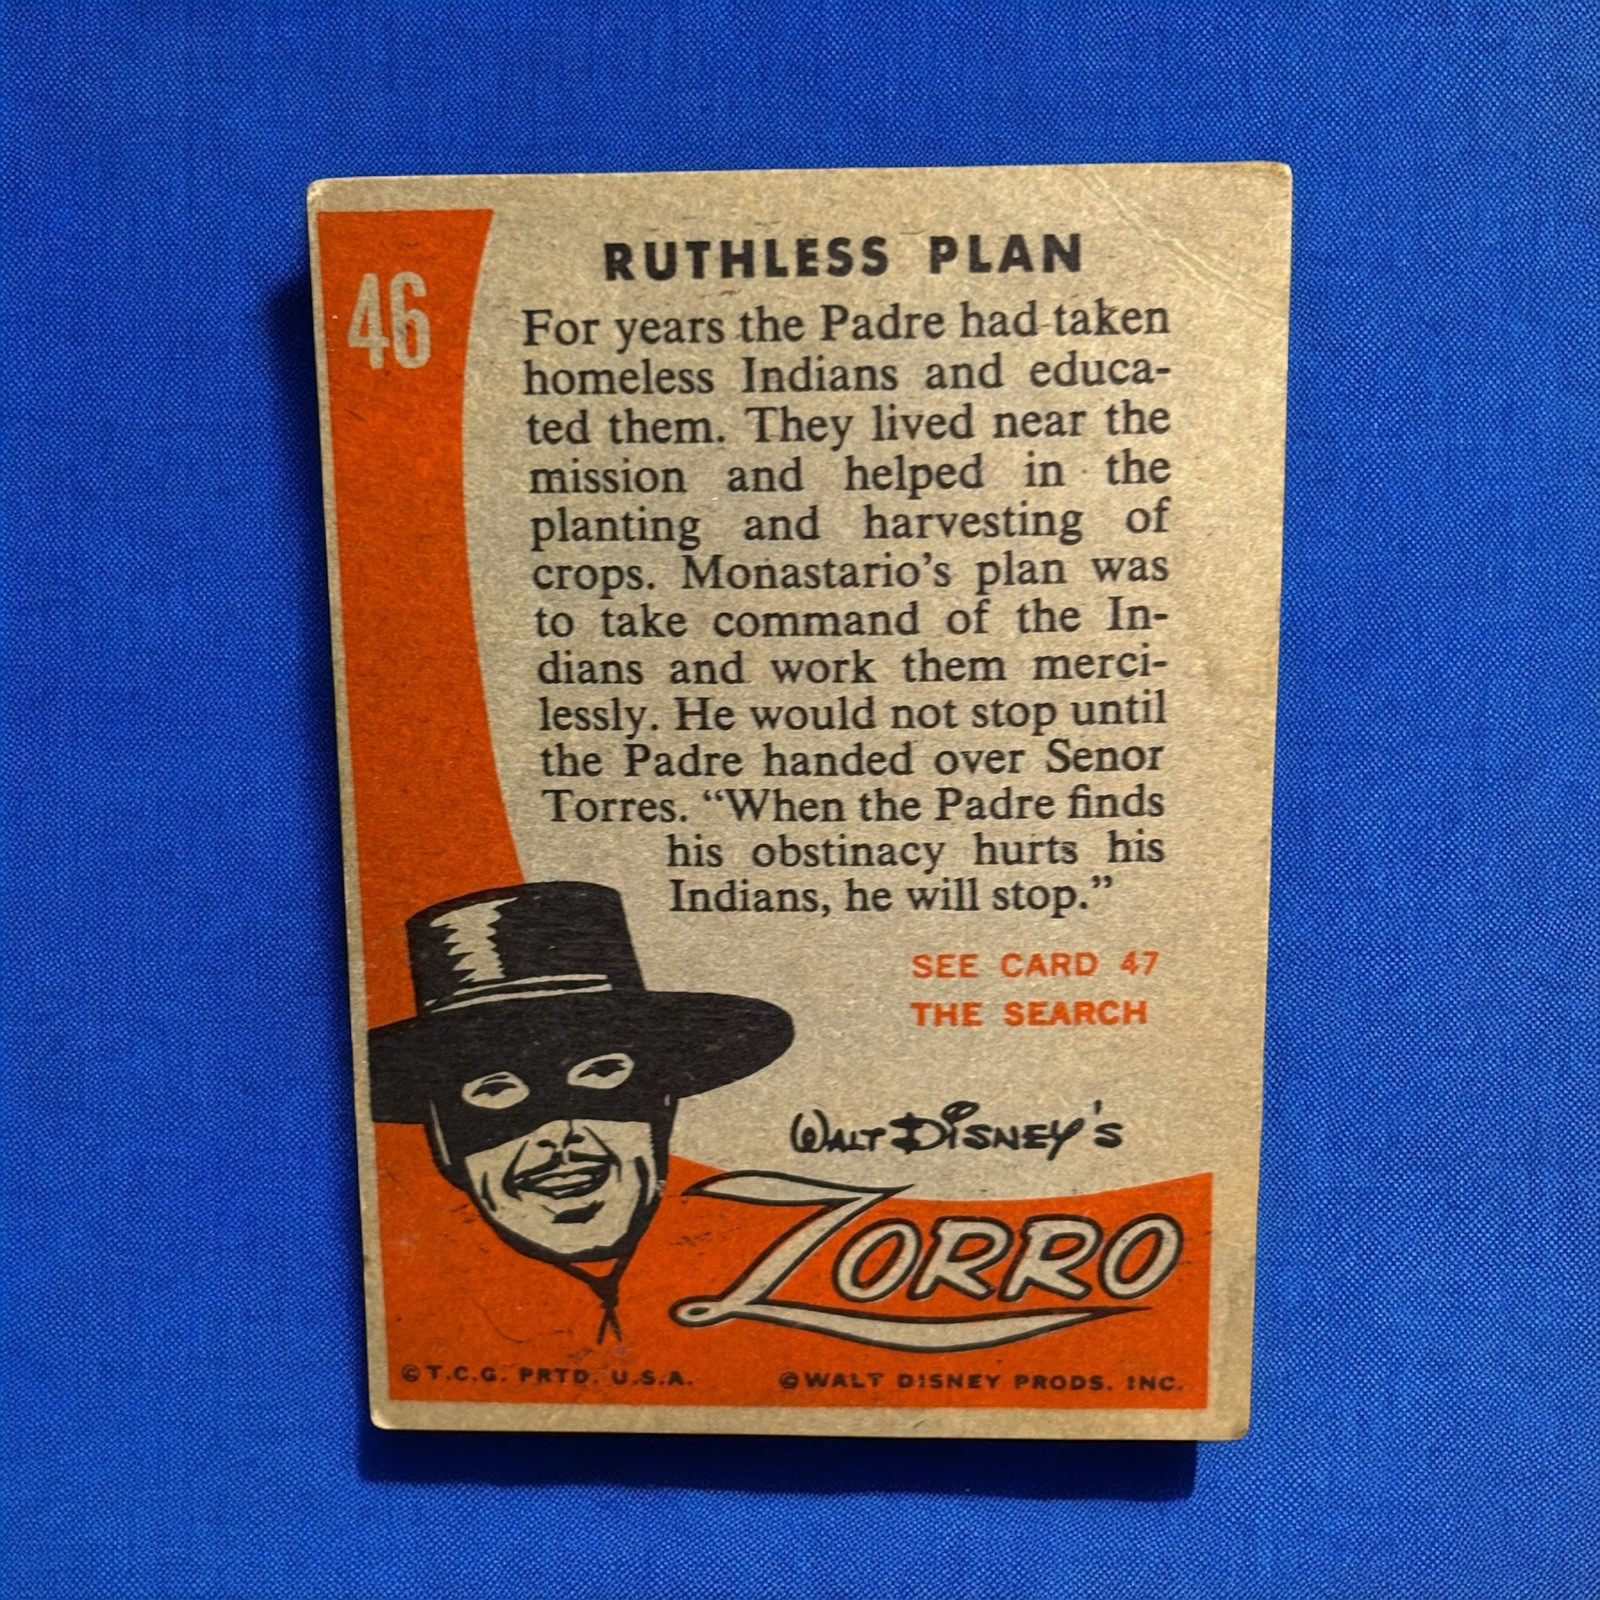 46
RUTHLESS PLAN
For years the Padre had taken
homeless Indians and educa-
ted them. They lived near the
mission and helped in the
planting and harvesting of
crops. Monastario's plan was
to take command of the In-
dians and work them merci-
lessly. He would not stop until
the Padre handed over Senor
Torres. “When the Padre finds
his obstinacy hurts his
Indians, he will stop.”
SEE CARD 47
THE SEARCH
WALT DISNEY'S
ZORRO
©T.C.G. PRTD. U.S.A.
©WALT DISNEY PRODS. INC.